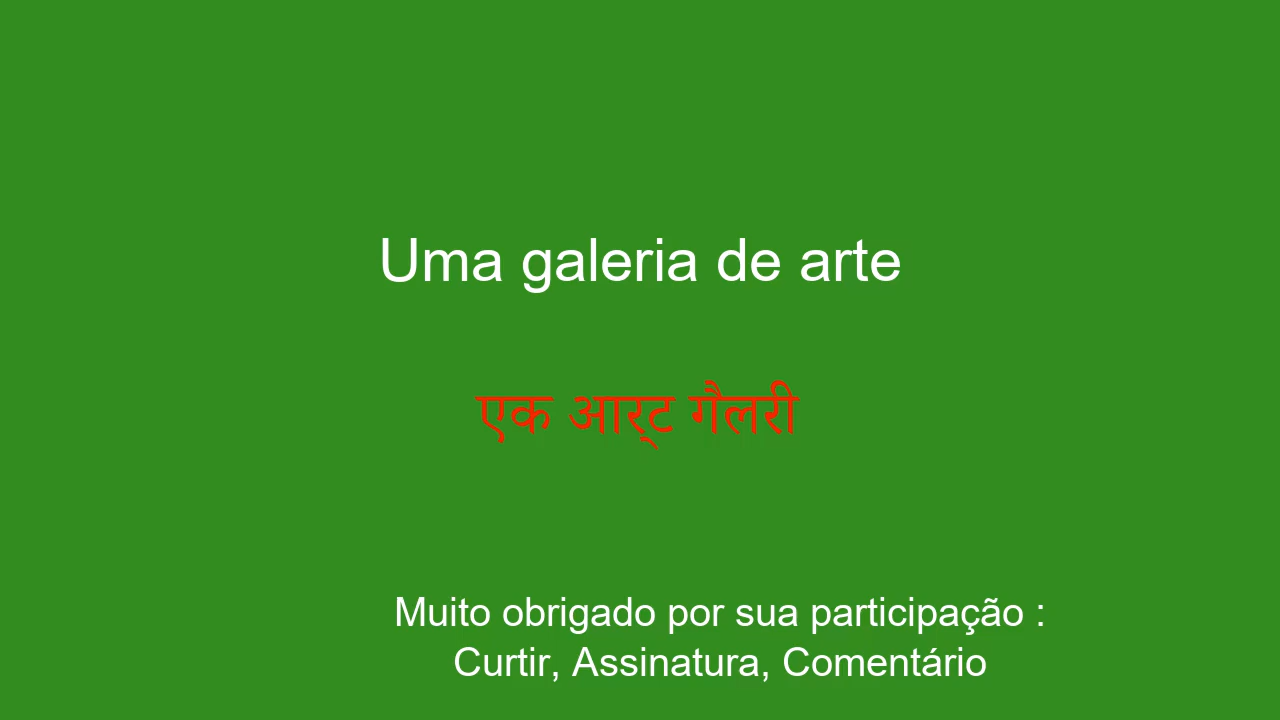 Uma galeria de arte
एक आर्ट गैलरी
Muito obrigado por sua participação :
Curtir, Assinatura, Comentário